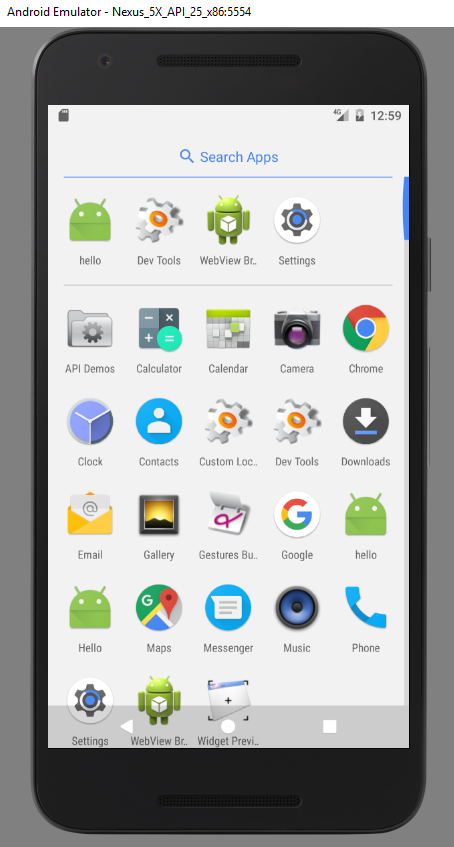 Android Emulator - Nexus_5X_API_25_x86:5554
4G 12:59
Search Apps
hello Dev Tools WebView Br.. Settings
API Demos Calculator Calendar Camera Chrome
Clock Contacts Custom Loc.. Dev Tools Downloads
Email Gallery Gestures Bu.. Google hello
Hello Maps Messenger Music Phone
Settings WebView Br.. Widget Previ..